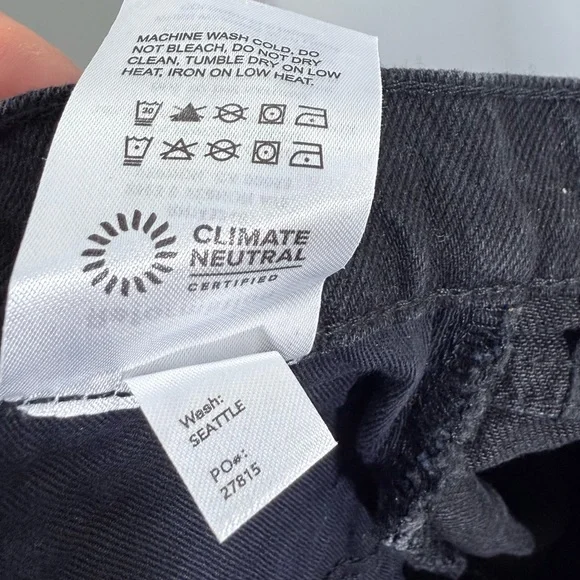 MACHINE WASH COLD, DO
NOT BLEACH, DO NOT DRY
CLEAN, TUMBLE DRY ON LOW
HEAT, IRON ON LOW HEAT.
30
CLIMATE
NEUTRAL
CERTIFIED
Wash:
SEATTLE
PO#:
27815